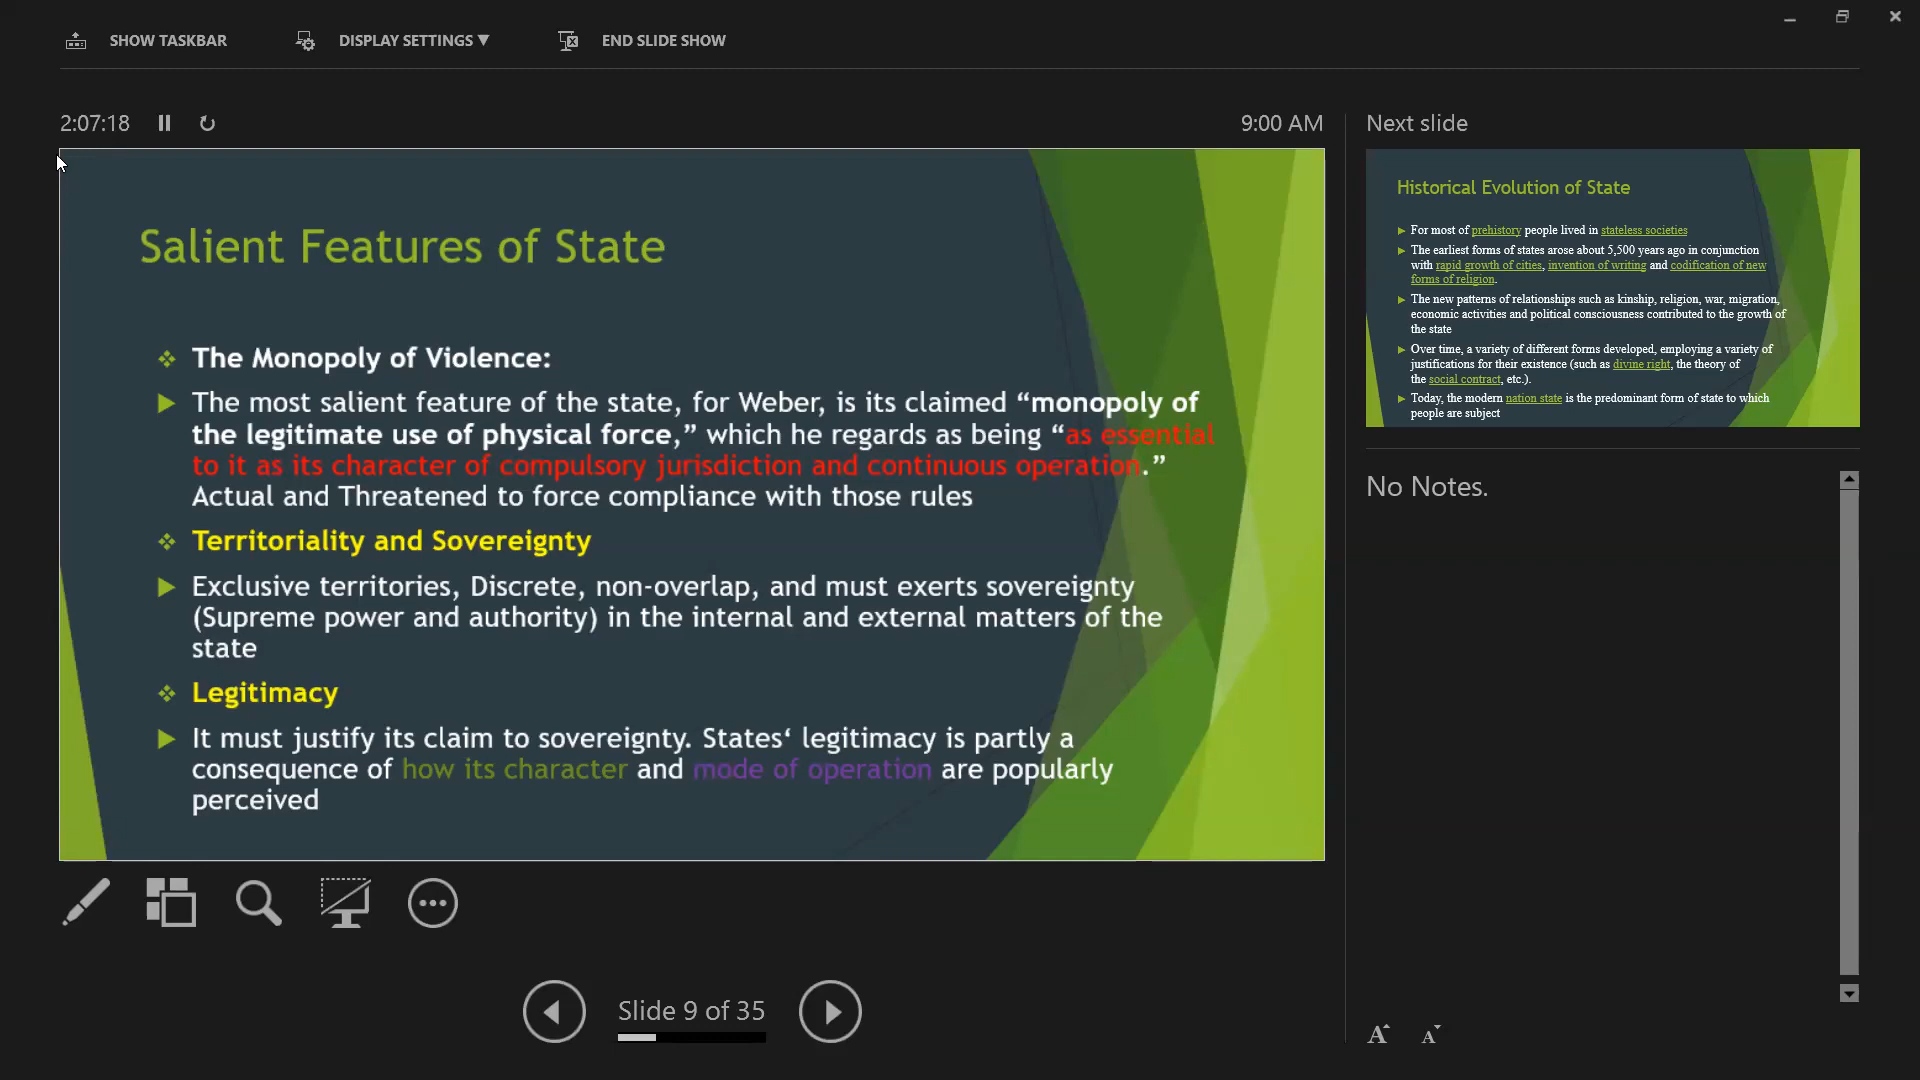 SHOW TASKBAR
DISPLAY SETTINGS ▼
END SLIDE SHOW
2:07:18
9:00 AM
Salient Features of State
❖ The Monopoly of Violence:
▶ The most salient feature of the state, for Weber, is its claimed “monopoly of
the legitimate use of physical force,” which he regards as being “as essential
to it as its character of compulsory jurisdiction and continuous operation.”
Actual and Threatened to force compliance with those rules
❖ Territoriality and Sovereignty
▶ Exclusive territories, Discrete, non-overlap, and must exerts sovereignty
(Supreme power and authority) in the internal and external matters of the
state
❖ Legitimacy
▶ It must justify its claim to sovereignty. States‘ legitimacy is partly a
consequence of how its character and mode of operation are popularly
perceived
Slide 9 of 35
Next slide
Historical Evolution of State
▶ For most of prehistory people lived in stateless societies
▶ The earliest forms of states arose about 5,500 years ago in conjunction
with rapid growth of cities, invention of writing and codification of new
forms of religion.
▶ The new patterns of relationships such as kinship, religion, war, migration,
economic activities and political consciousness contributed to the growth of
the state
▶ Over time, a variety of different forms developed, employing a variety of
justifications for their existence (such as divine right, the theory of
the social contract, etc.).
▶ Today, the modern nation state is the predominant form of state to which
people are subject
No Notes.
A A